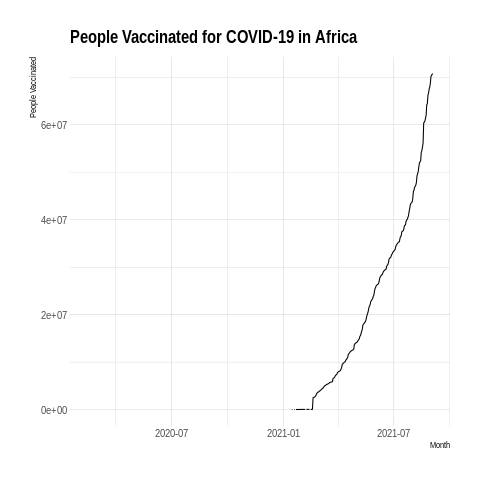 People Vaccinated for COVID-19 in Africa
People Vaccinated
6e+07
4e+07
2e+07
0e+00
2020-07
2021-01
2021-07
Month